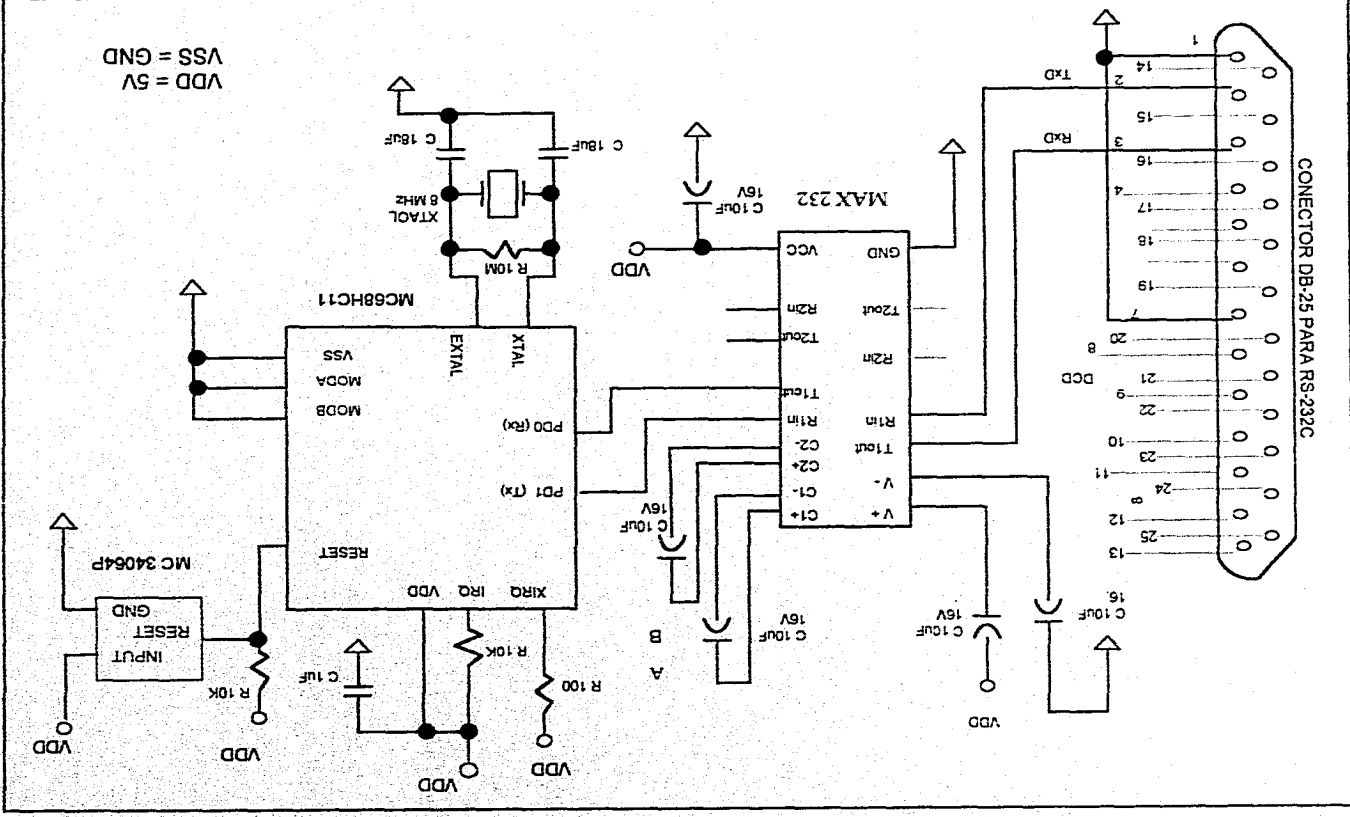 VDD
VDD
VDD
VDD
VDD
C 10uF
16V
C 10uF
16V
A
B
C 10uF
16V
C 10uF
16.
R 100
R 10K
C 1uF
R 10K
INPUT
RESET
GND
MC 34064P
CONECTOR DB-25 PARA RS-232C
13
25
12
8
24
11
23
10
22
9
21
DCD
8
20
7
19
18
17
4
16
3
RxD
15
2
TxD
14
1
V+
V-
T1out
R1in
R2in
T2out
GND
C1+
C1-
C2+
C2-
R1in
T1out
T2out
R2in
VCC
MAX 232
VDD
C 10uF
16V
XIRQ
IRQ
VDD
RESET
PD1 (Tx)
PD0 (Rx)
MODB
MODA
VSS
XTAL
EXTAL
MC68HC11
R 10M
XTAOL
8 MHz
C 18uF
C 18uF
VDD = 5V
VSS = GND